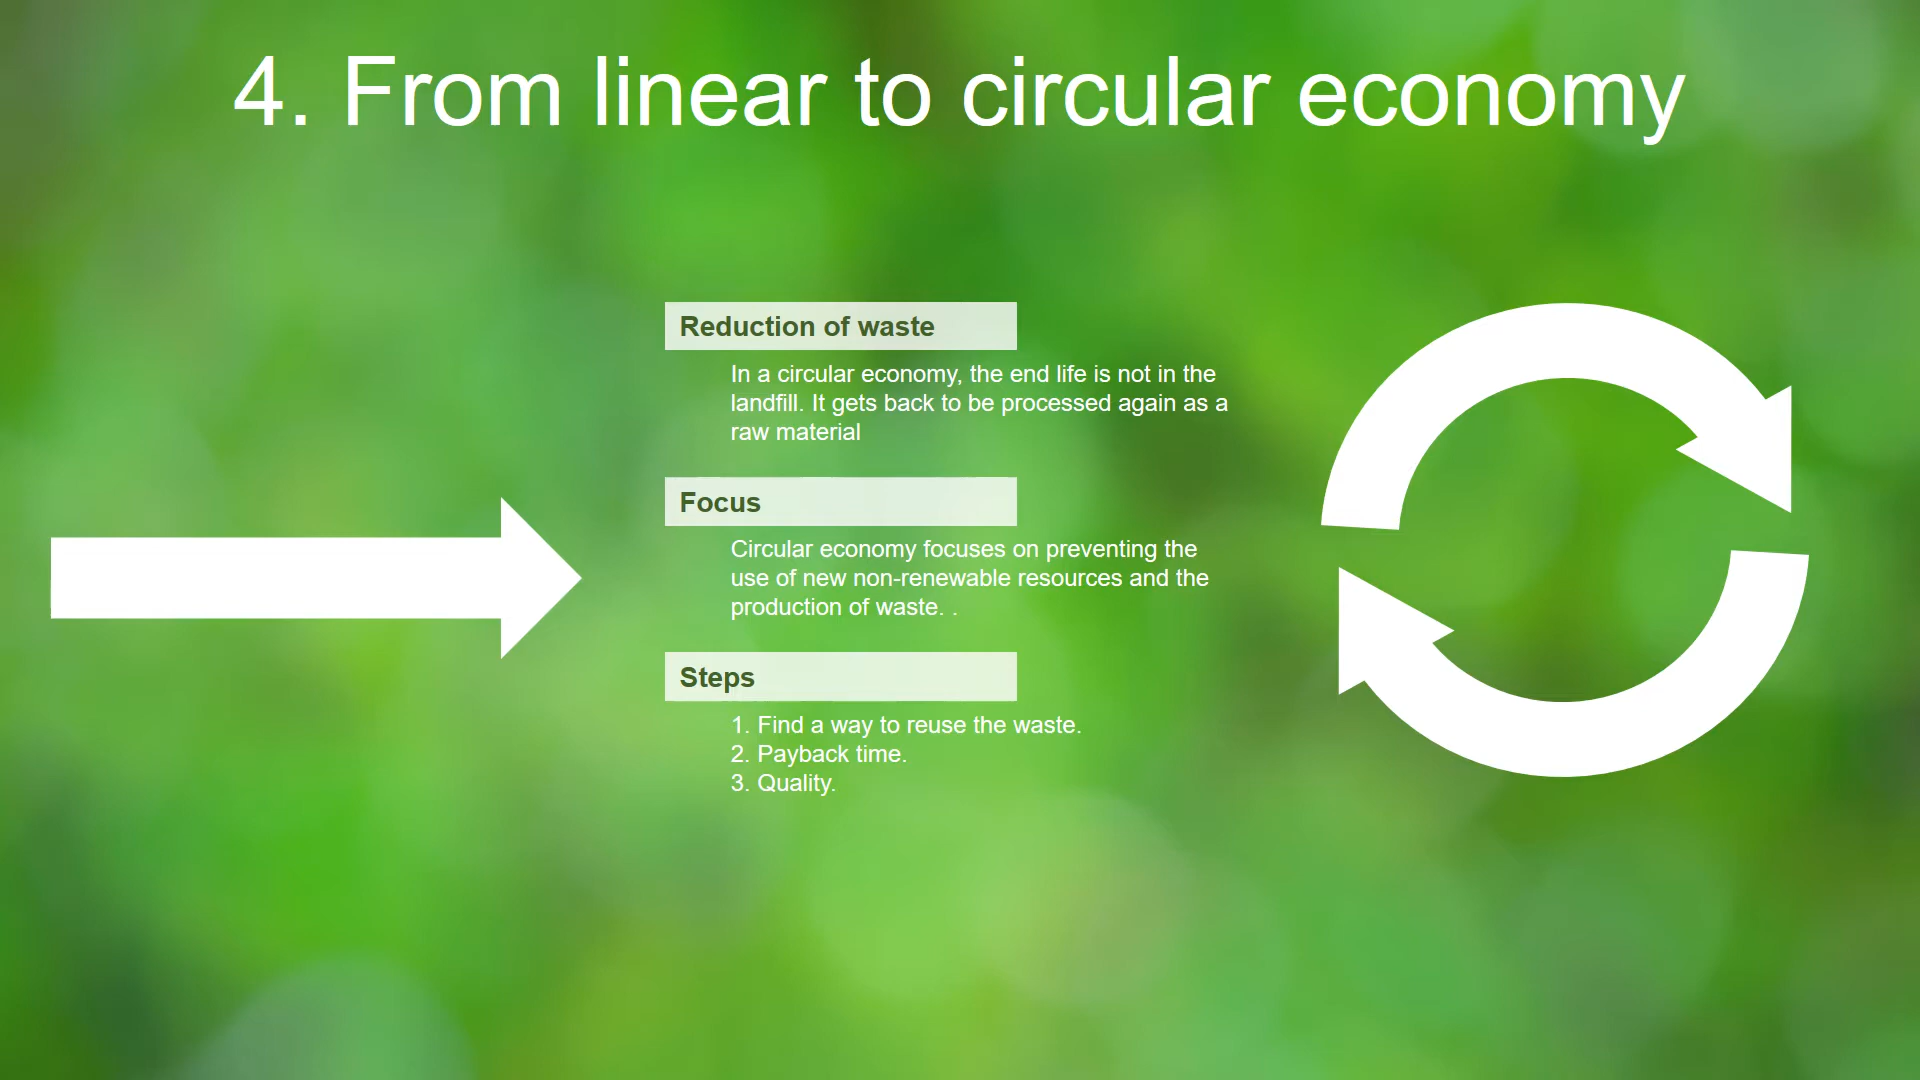 4. From linear to circular economy
Reduction of waste
In a circular economy, the end life is not in the
landfill. It gets back to be processed again as a
raw material
Focus
Circular economy focuses on preventing the
use of new non-renewable resources and the
production of waste. .
Steps
1. Find a way to reuse the waste.
2. Payback time.
3. Quality.